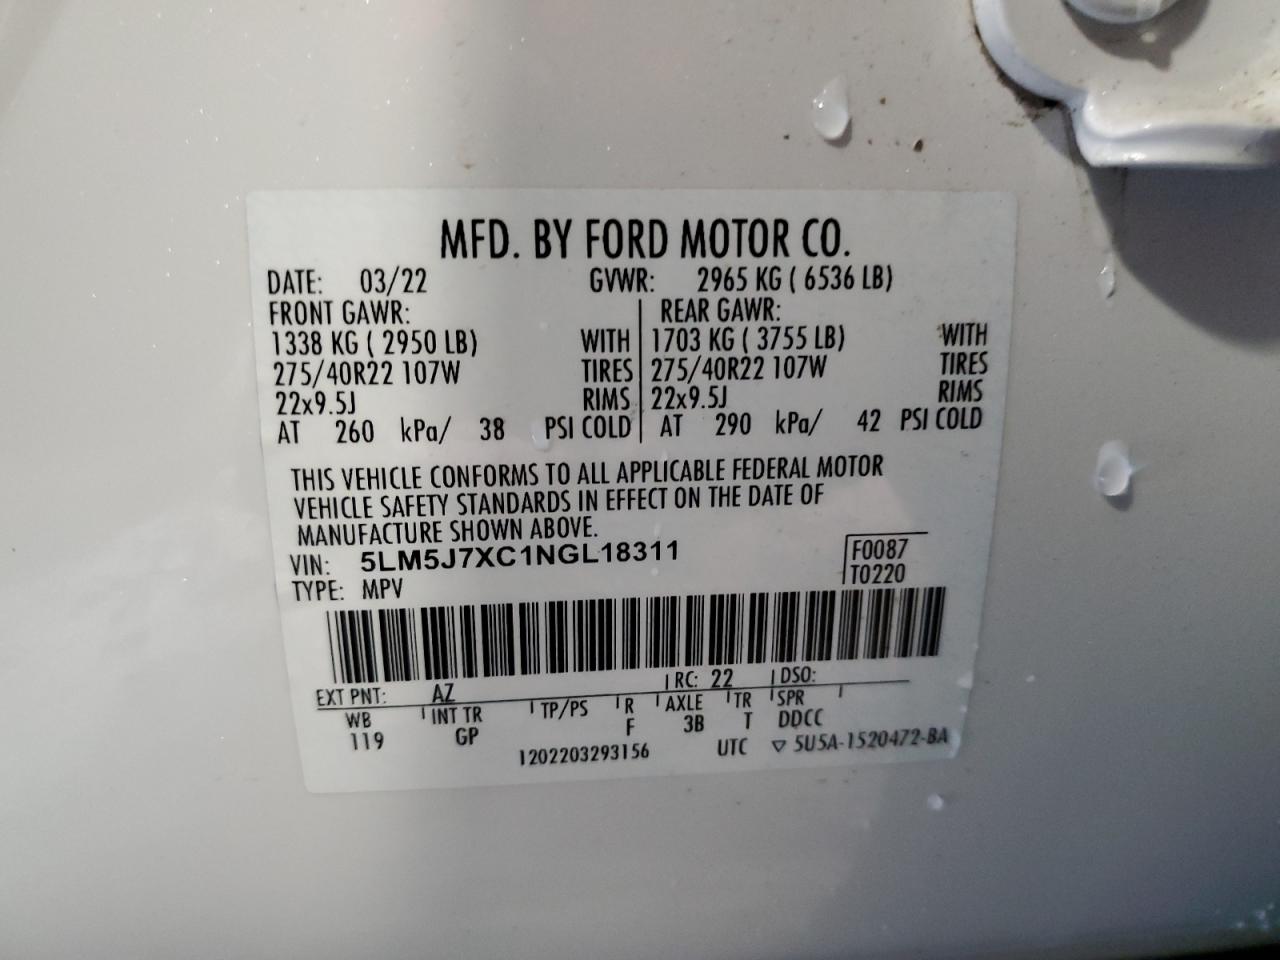 MFD. BY FORD MOTOR CO.
DATE: 03/22 GVWR: 2965 KG ( 6536 LB)
FRONT GAWR: REAR GAWR:
1338 KG ( 2950 LB) WITH 1703 KG ( 3755 LB) WITH
275/40R22 107W TIRES 275/40R22 107W TIRES
22x9.5J RIMS 22x9.5J RIMS
AT 260 kPa/ 38 PSI COLD AT 290 kPa/ 42 PSI COLD
THIS VEHICLE CONFORMS TO ALL APPLICABLE FEDERAL MOTOR
VEHICLE SAFETY STANDARDS IN EFFECT ON THE DATE OF
MANUFACTURE SHOWN ABOVE.
VIN: 5LM5J7XC1NGL18311 F0087
TYPE: MPV T0220
EXT PNT: AZ RC: 22 DSO:
WB INT TR TP/PS R AXLE TR SPR
119 GP F 3B T DDCC
1202203293156 UTC ▽ 5U5A-1520472-BA